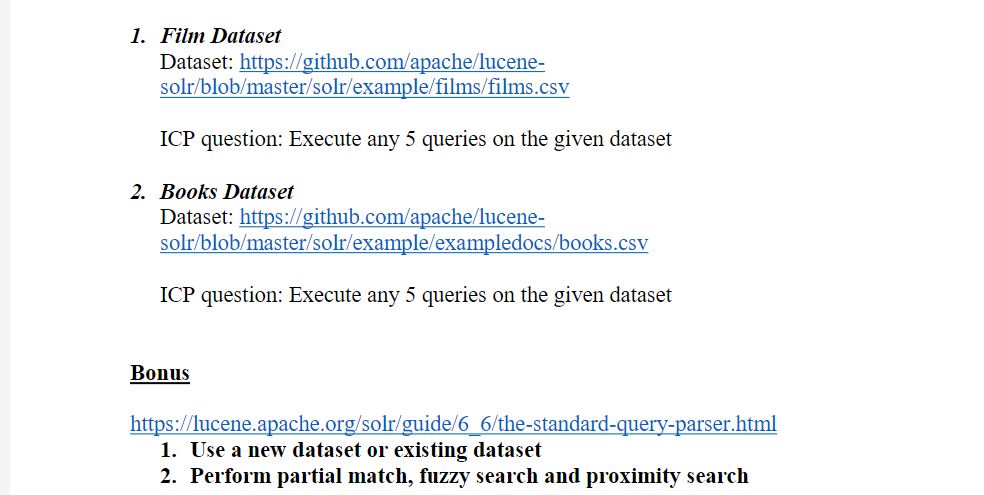 1. Film Dataset
Dataset: https://github.com/apache/lucene-
solr/blob/master/solr/example/films/films.csv
ICP question: Execute any 5 queries on the given dataset
2. Books Dataset
Dataset: https://github.com/apache/lucene-
solr/blob/master/solr/example/exampledocs/books.csv
ICP question: Execute any 5 queries on the given dataset
Bonus
https://lucene.apache.org/solr/guide/6_6/the-standard-query-parser.html
1. Use a new dataset or existing dataset
2. Perform partial match, fuzzy search and proximity search